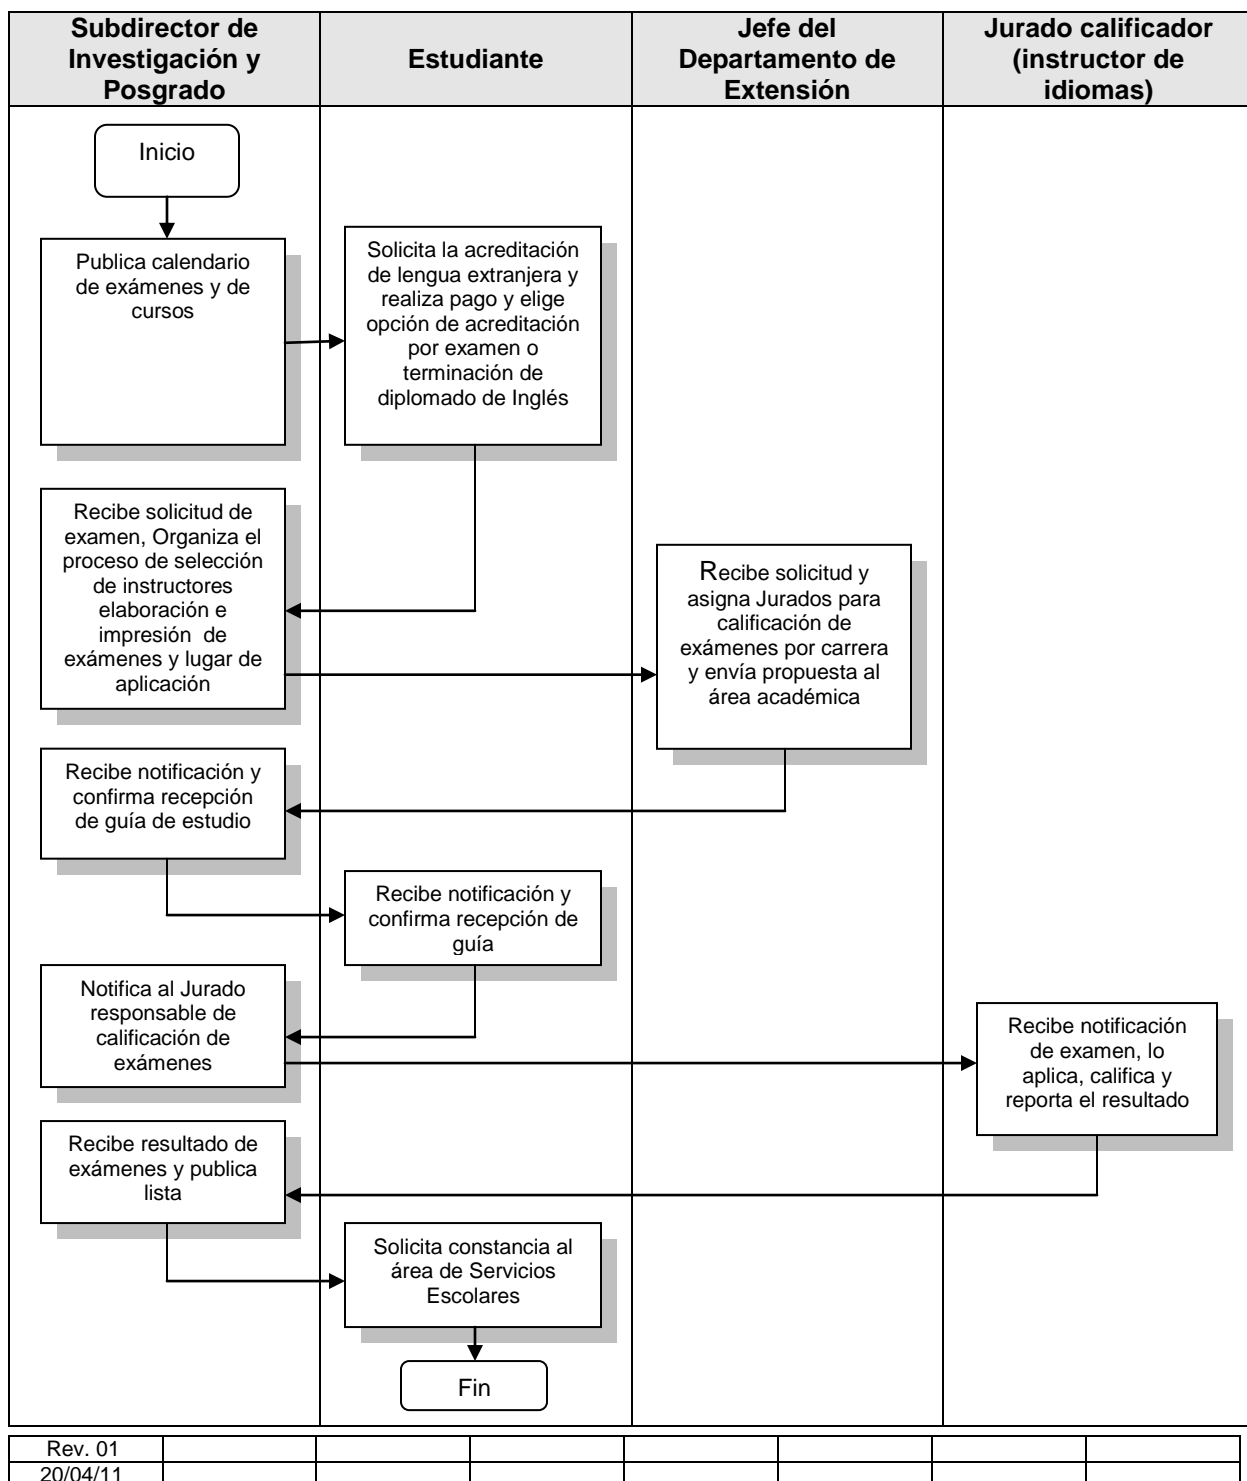 Subdirector de
Investigación y
Posgrado
Estudiante
Jefe del
Departamento de
Extensión
Jurado calificador
(instructor de
idiomas)
Inicio
Publica calendario
de exámenes y de
cursos
Solicita la acreditación
de lengua extranjera y
realiza pago y elige
opción de acreditación
por examen o
terminación de
diplomado de Inglés
Recibe solicitud de
examen, Organiza el
proceso de selección
de instructores
elaboración e
impresión de
exámenes y lugar de
aplicación
Recibe solicitud y
asigna Jurados para
calificación de
exámenes por carrera
y envía propuesta al
área académica
Recibe notificación y
confirma recepción
de guía de estudio
Recibe notificación y
confirma recepción de
guía
Notifica al Jurado
responsable de
calificación de
exámenes
Recibe notificación
de examen, lo
aplica, califica y
reporta el resultado
Recibe resultado de
exámenes y publica
lista
Solicita constancia al
área de Servicios
Escolares
Fin
Rev. 01
20/04/11